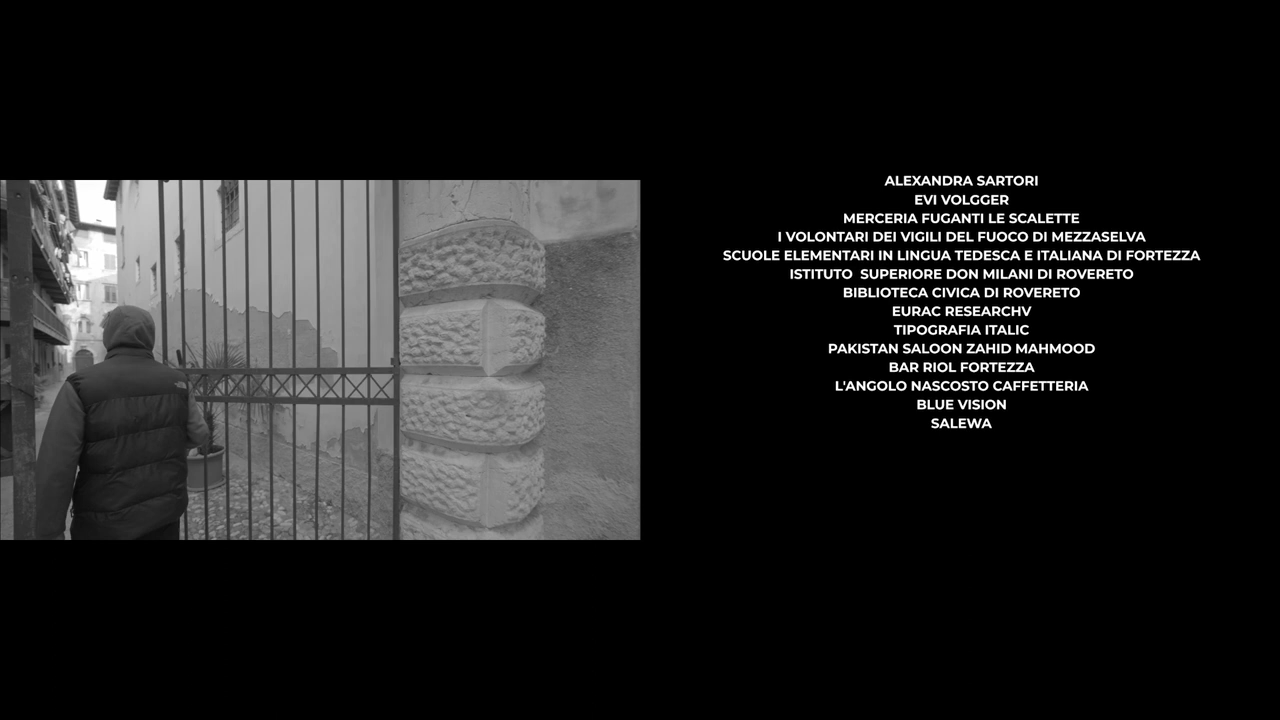 ALEXANDRA SARTORI
EVI VOLGGER
MERCERIA FUGANTI LE SCALETTE
I VOLONTARI DEI VIGILI DEL FUOCO DI MEZZASELVA
SCUOLE ELEMENTARI IN LINGUA TEDESCA E ITALIANA DI FORTEZZA
ISTITUTO  SUPERIORE DON MILANI DI ROVERETO
BIBLIOTECA CIVICA DI ROVERETO
EURAC RESEARCHV
TIPOGRAFIA ITALIC
PAKISTAN SALOON ZAHID MAHMOOD
BAR RIOL FORTEZZA
L'ANGOLO NASCOSTO CAFFETTERIA
BLUE VISION
SALEWA